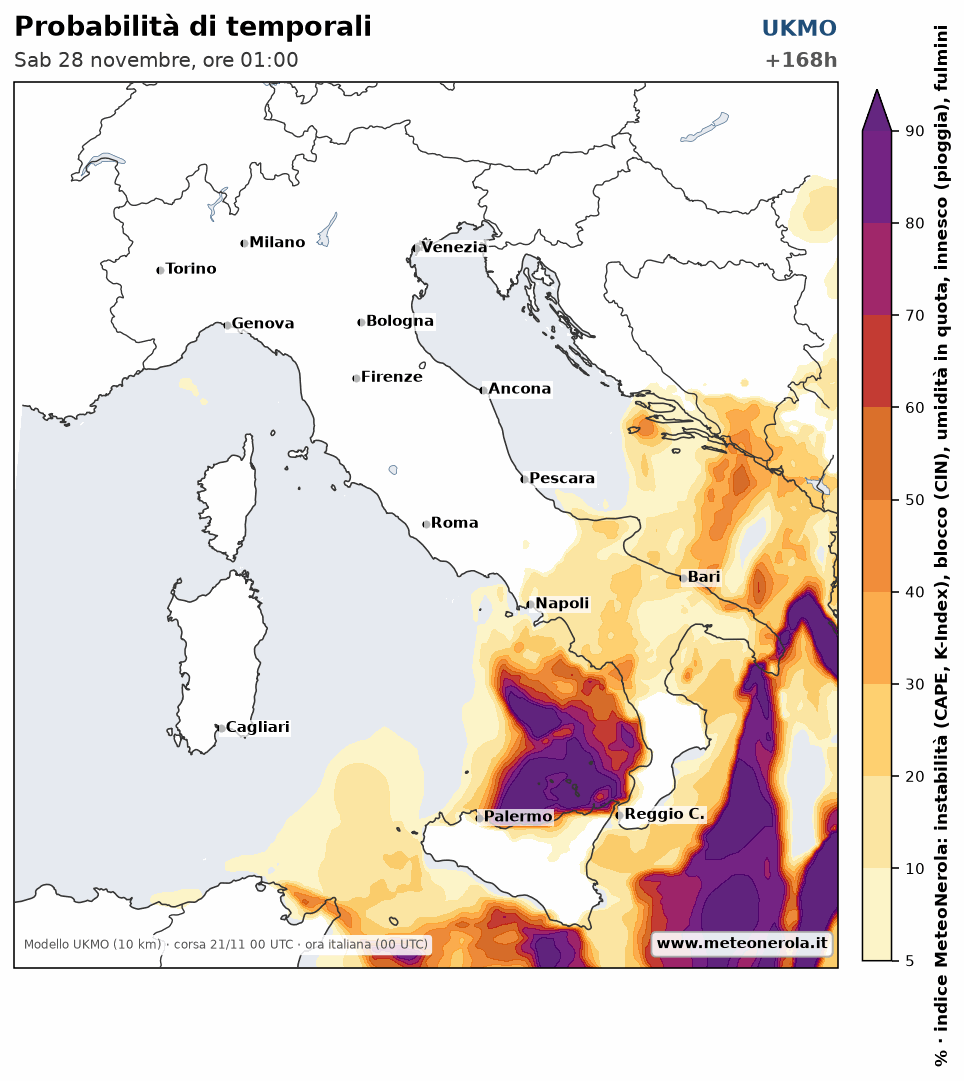 Probabilità di temporali
UKMO
Sab 28 novembre, ore 01:00
+168h
Milano
Venezia
Torino
Genova
Bologna
Firenze
Ancona
Pescara
Roma
Bari
Napoli
Cagliari
Palermo
Reggio C.
Modello UKMO (10 km) · corsa 21/11 00 UTC · ora italiana (00 UTC)
www.meteonerola.it
90
80
70
60
50
40
30
20
10
5
% · indice MeteoNerola: instabilità (CAPE, K-Index), blocco (CIN), umidità in quota, innesco (pioggia), fulmini